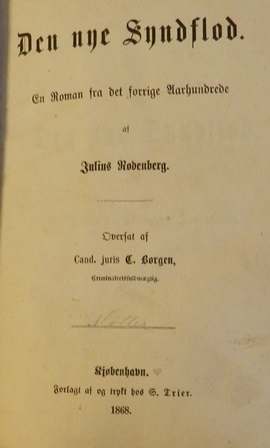 Den nye Syndflod.
En Roman fra det forrige Aarhundrede
af
Julius Rodenberg.
Oversat af
Cand. juris C. Borgen,
Criminalretsfuldmægtig.
Kjøbenhavn.
Forlagt af og trykt hos S. Trier.
1868.